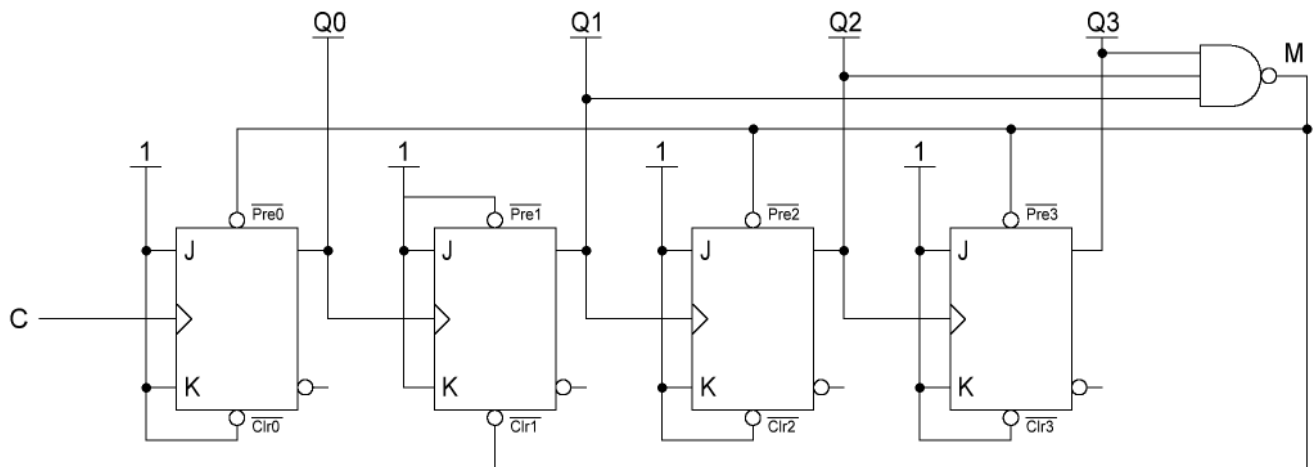 Q0 Q1 Q2 Q3
M
1 1 1 1
Pre0 Pre1 Pre2 Pre3
J J J J
C
K K K K
Clr0 Clr1 Clr2 Clr3